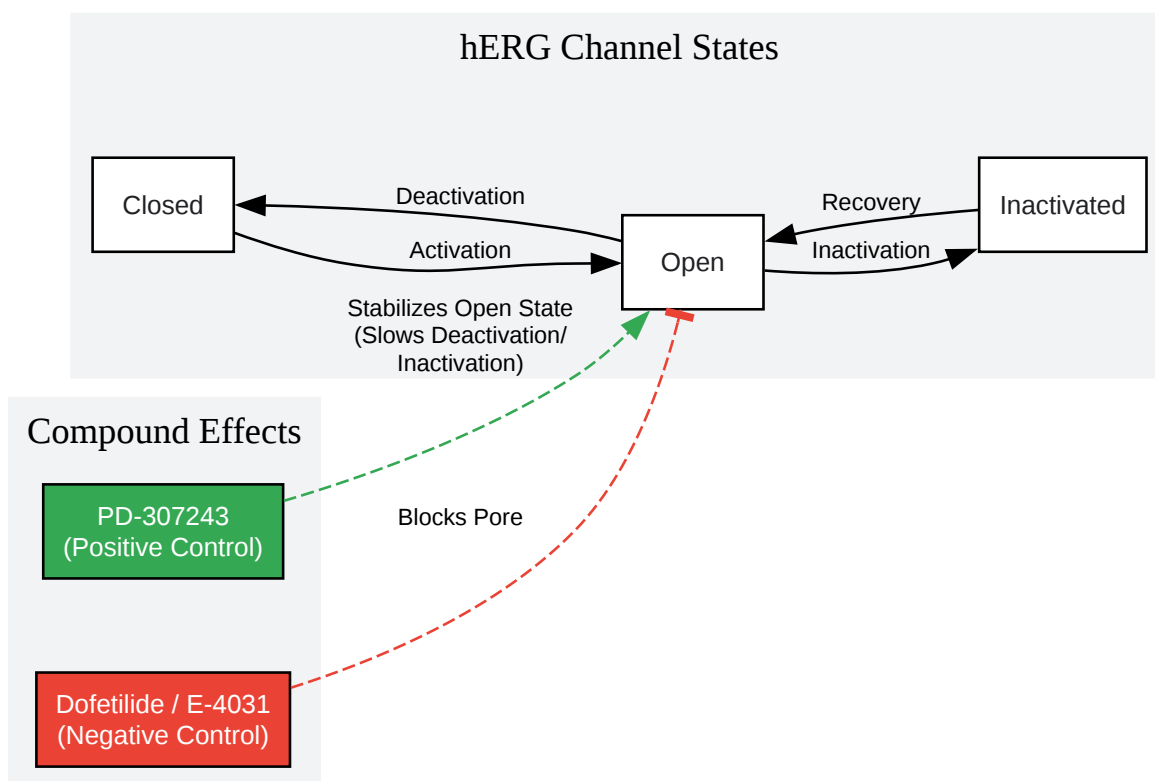 hERG Channel States
Closed
Deactivation
Activation
Open
Recovery
Inactivation
Inactivated
Stabilizes Open State
(Slows Deactivation/
Inactivation)
Compound Effects
PD-307243
(Positive Control)
Blocks Pore
Dofetilide / E-4031
(Negative Control)